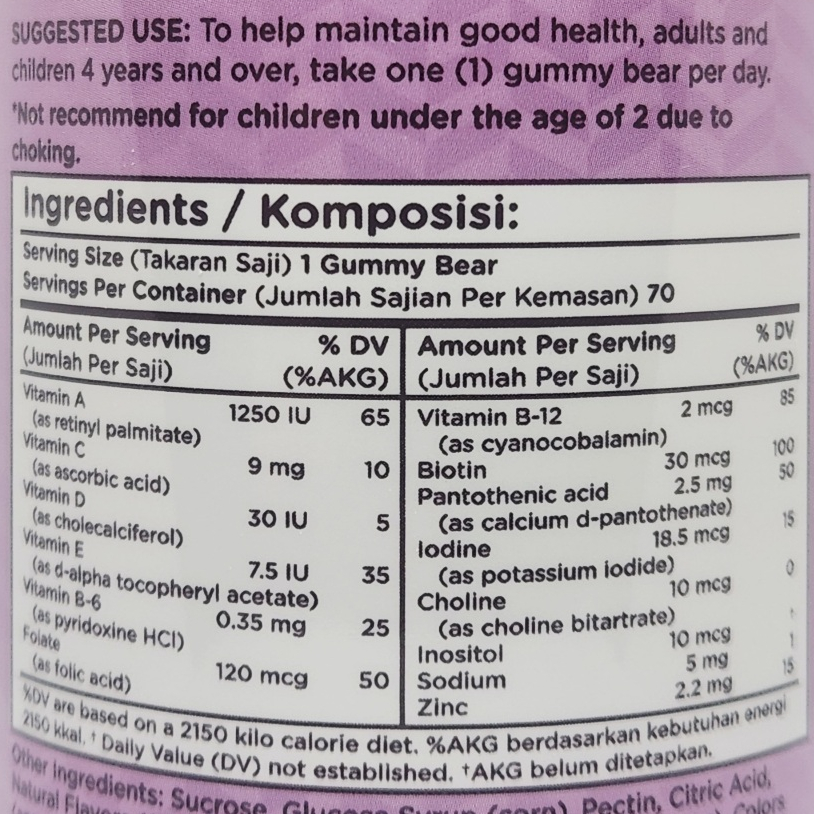 SUGGESTED USE: To help maintain good health, adults and
children 4 years and over, take one (1) gummy bear per day.
*Not recommend for children under the age of 2 due to
choking.
Ingredients / Komposisi:
Serving Size (Takaran Saji) 1 Gummy Bear
Servings Per Container (Jumlah Sajian Per Kemasan) 70
Amount Per Serving % DV
(Jumlah Per Saji) (%AKG)
Vitamin A 1250 IU 65
(as retinyl palmitate)
Vitamin C 9 mg 10
(as ascorbic acid)
Vitamin D 30 IU 5
(as cholecalciferol)
Vitamin E 7.5 IU 35
(as d-alpha tocopheryl acetate)
Vitamin B-6 0.35 mg 25
(as pyridoxine HCl)
Folate 120 mcg 50
(as folic acid)
Amount Per Serving % DV
(Jumlah Per Saji) (%AKG)
Vitamin B-12 2 mcg 85
(as cyanocobalamin)
Biotin 30 mcg 100
Pantothenic acid 2.5 mg 50
(as calcium d-pantothenate)
Iodine 18.5 mcg 15
(as potassium iodide)
Choline 10 mcg 0
(as choline bitartrate)
Inositol 10 mcg †
Sodium 5 mg 1
Zinc 2.2 mg 15
%DV are based on a 2150 kilo calorie diet. %AKG berdasarkan kebutuhan energi
2150 kkal. † Daily Value (DV) not established. †AKG belum ditetapkan.
Other Ingredients: Sucrose, Glucose Syrup (corn) Pectin, Citric Acid,
Natural Colors